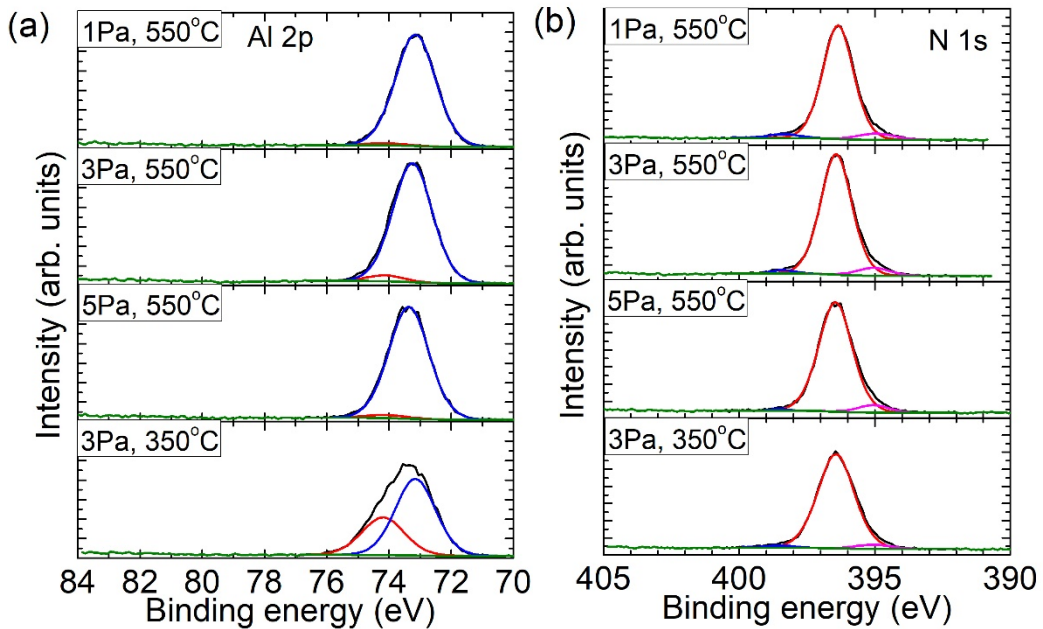 (a)
Al 2p
1Pa, 550°C
3Pa, 550°C
5Pa, 550°C
3Pa, 350°C
Intensity (arb. units)
84 82 80 78 76 74 72 70
Binding energy (eV)
(b)
N 1s
1Pa, 550°C
3Pa, 550°C
5Pa, 550°C
3Pa, 350°C
Intensity (arb. units)
405 400 395 390
Binding energy (eV)